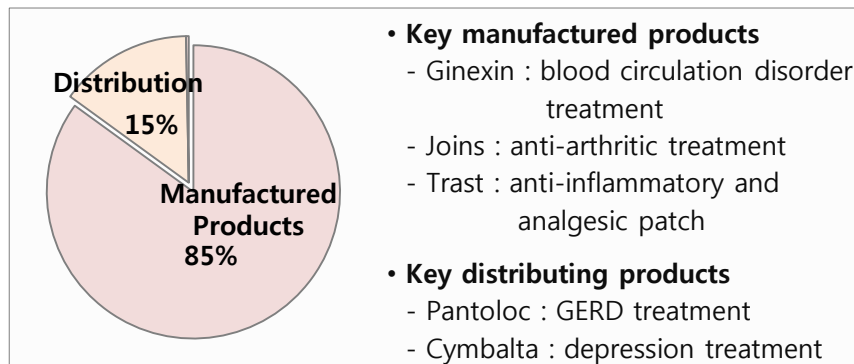 Distribution
15%
Manufactured
Products
85%
• Key manufactured products
- Ginexin : blood circulation disorder
treatment
- Joins : anti-arthritic treatment
- Trast : anti-inflammatory and
analgesic patch
• Key distributing products
- Pantoloc : GERD treatment
- Cymbalta : depression treatment